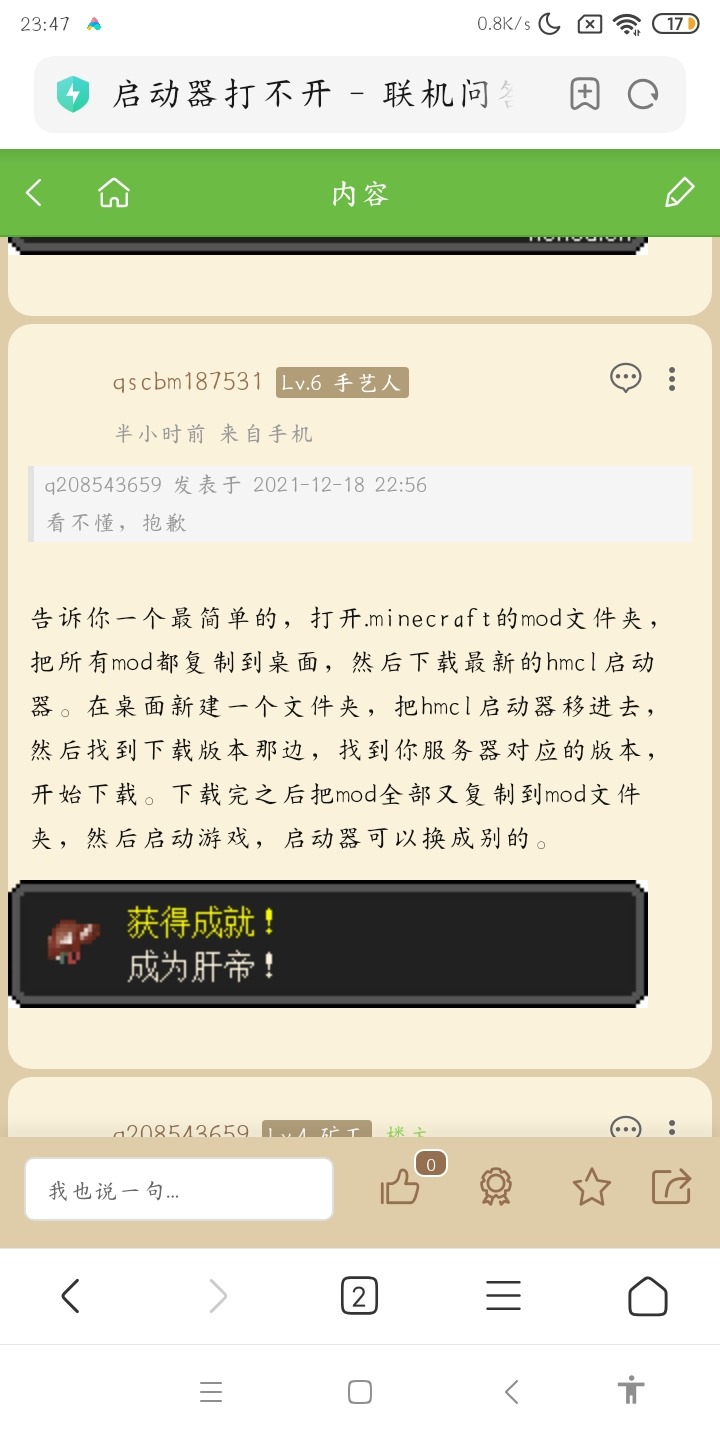 23:47
0.8K/s
17
启动器打不开 - 联机问答
内容
qscbm187531 Lv.6 手艺人
半小时前 来自手机
q208543659 发表于 2021-12-18 22:56
看不懂，抱歉
告诉你一个最简单的，打开.minecraft的mod文件夹，
把所有mod都复制到桌面，然后下载最新的hmcl启动
器。在桌面新建一个文件夹，把hmcl启动器移进去，
然后找到下载版本那边，找到你服务器对应的版本，
开始下载。下载完之后把mod全部又复制到mod文件
夹，然后启动游戏，启动器可以换成别的。
获得成就！
成为肝帝！
q208543659 Lv.4 矿工 楼主
我也说一句...
0
2